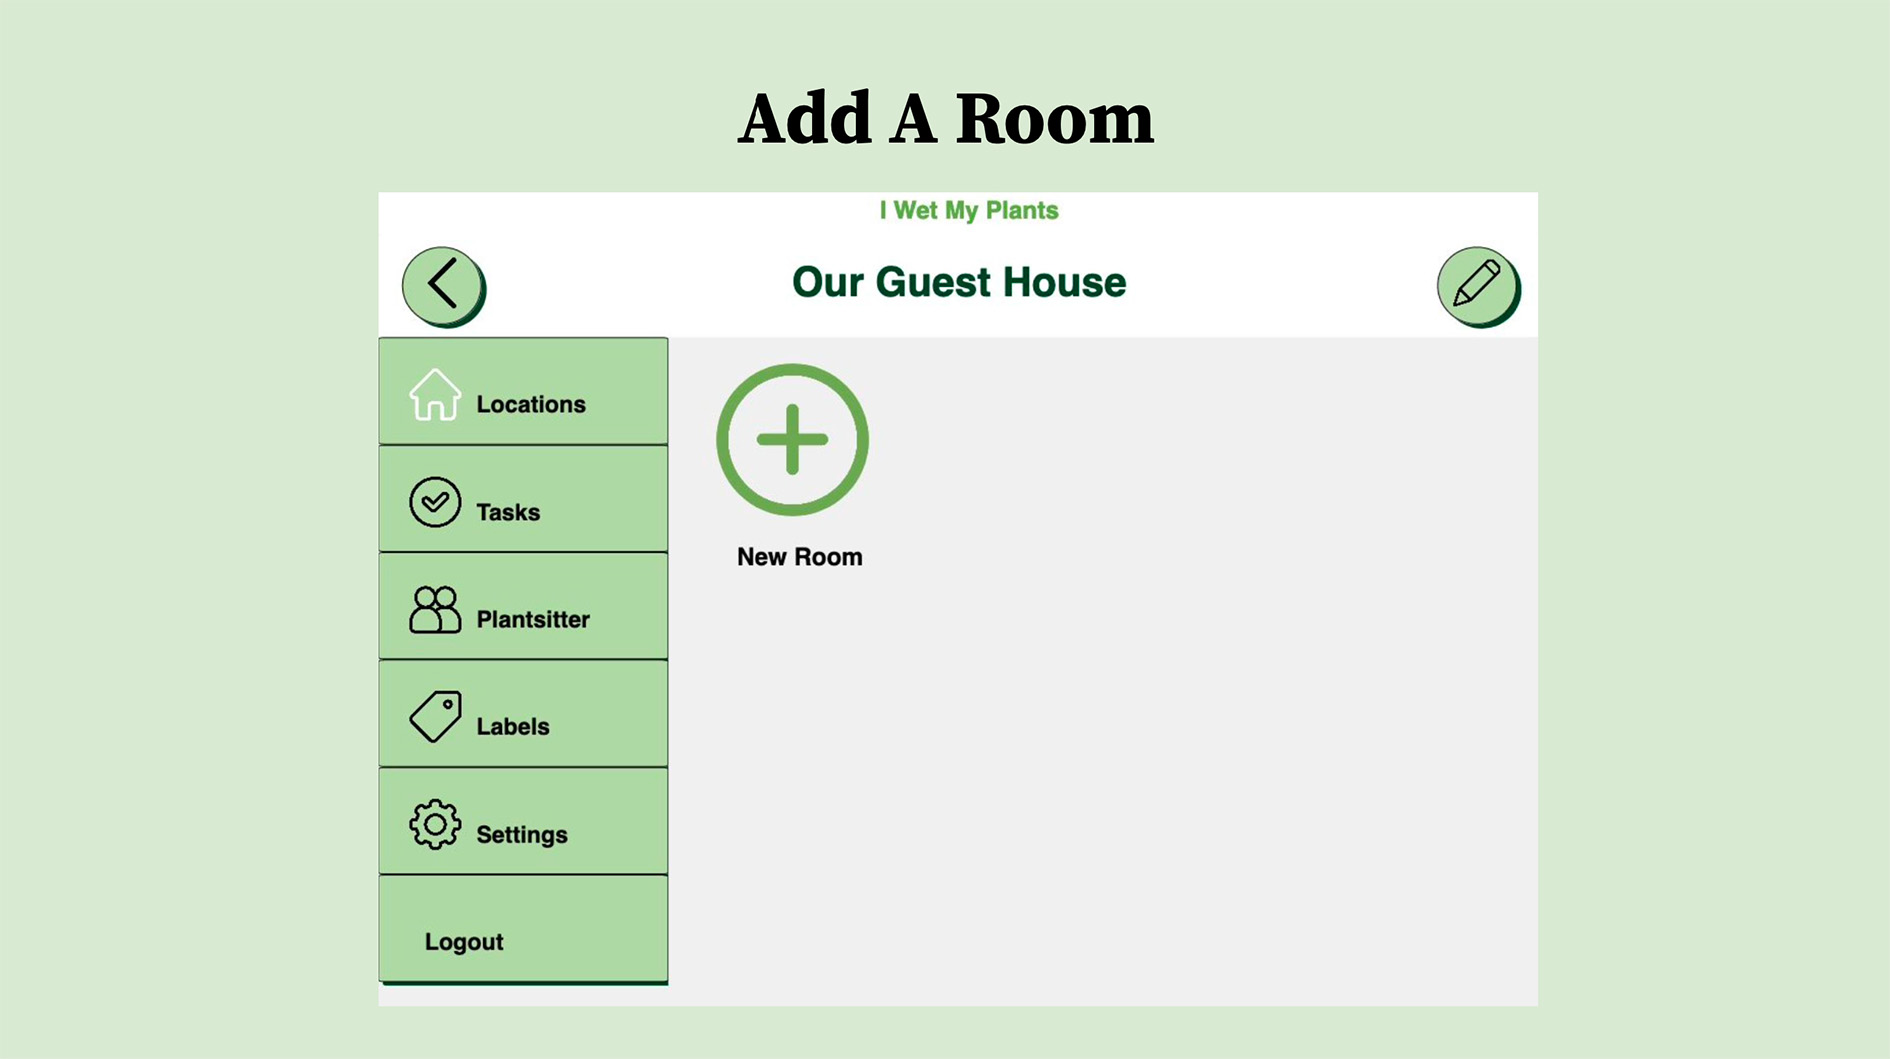 Add A Room
I Wet My Plants
Our Guest House
Locations
Tasks
Plantsitter
Labels
Settings
Logout
New Room